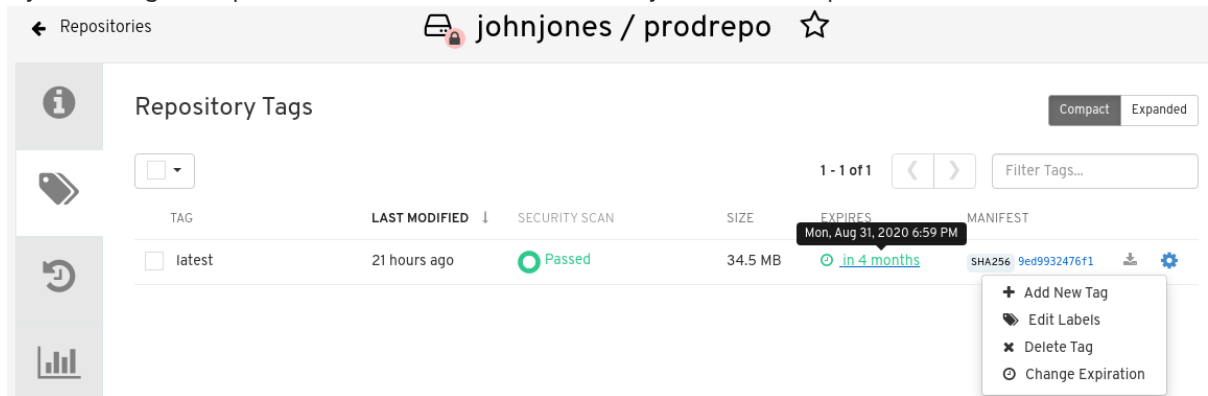 Repositories
johnjones / prodrepo
Repository Tags
Compact Expanded
1 - 1 of 1
Filter Tags...
TAG LAST MODIFIED ↓ SECURITY SCAN SIZE EXPIRES MANIFEST
Mon, Aug 31, 2020 6:59 PM
latest 21 hours ago Passed 34.5 MB in 4 months SHA256 9ed9932476f1
Add New Tag
Edit Labels
Delete Tag
Change Expiration